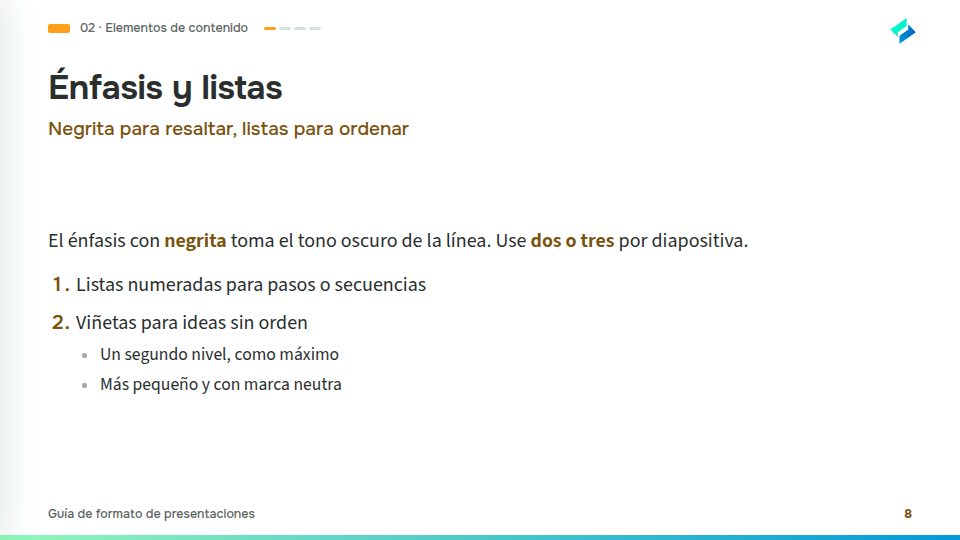 02 · Elementos de contenido
Énfasis y listas
Negrita para resaltar, listas para ordenar
El énfasis con negrita toma el tono oscuro de la línea. Use dos o tres por diapositiva.
1. Listas numeradas para pasos o secuencias
2. Viñetas para ideas sin orden
• Un segundo nivel, como máximo
• Más pequeño y con marca neutra
Guía de formato de presentaciones
8